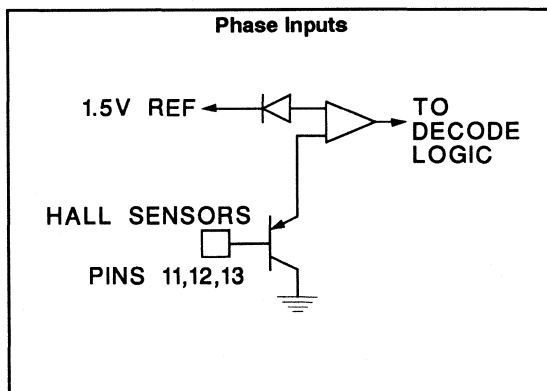 Phase Inputs
1.5V REF
TO
DECODE
LOGIC
HALL SENSORS
PINS 11,12,13